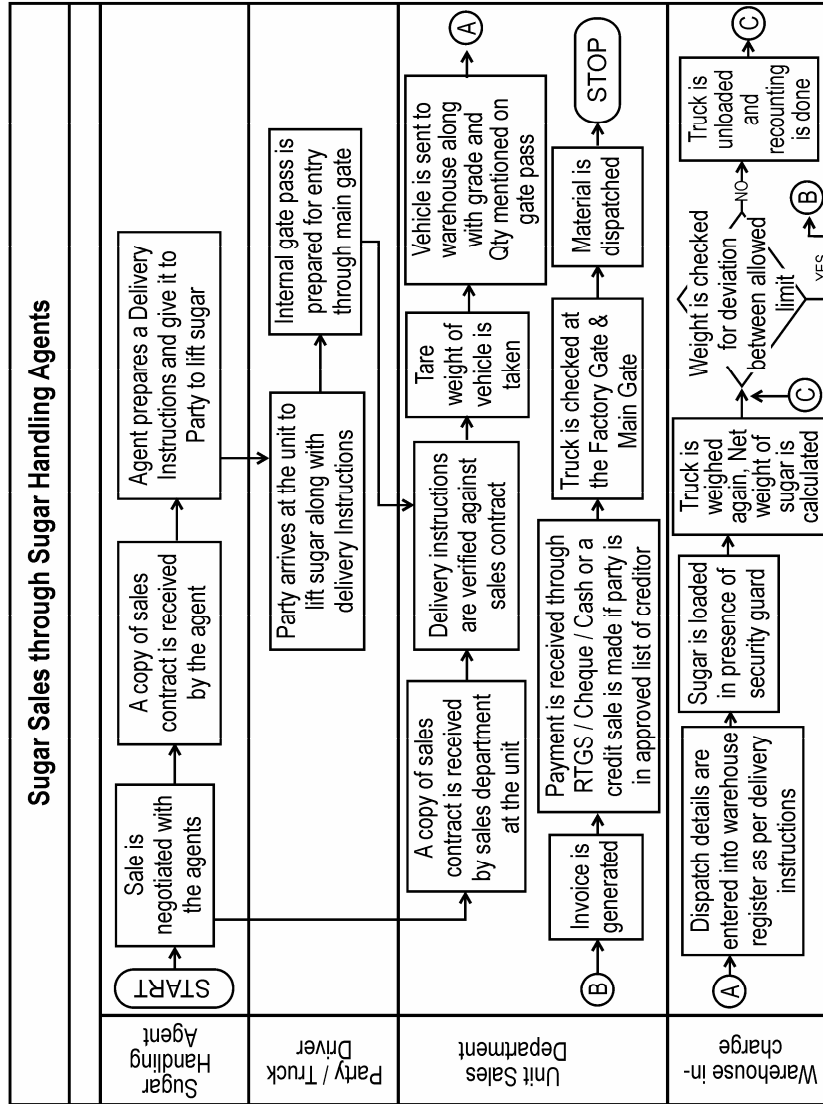 Sugar Sales through Sugar Handling Agents
Sugar
Handling
Agent
START
Sale is
negotiated with
the agents
A copy of sales
contract is received
by the agent
Agent prepares a Delivery
Instructions and give it to
Party to lift sugar
Party / Truck
Driver
Party arrives at the unit to
lift sugar along with
delivery Instructions
Internal gate pass is
prepared for entry
through main gate
Unit Sales
Department
A copy of sales
contract is received
by sales department
at the unit
Delivery instructions
are verified against
sales contract
Tare
weight of
vehicle is
taken
Vehicle is sent to
warehouse along
with grade and
Qty mentioned on
gate pass
A
B
Invoice is
generated
Payment is received through
RTGS / Cheque / Cash or a
credit sale is made if party is
in approved list of creditor
Truck is checked at
the Factory Gate &
Main Gate
Material is
dispatched
STOP
Warehouse in-
charge
A
Dispatch details are
entered into warehouse
register as per delivery
instructions
Sugar is loaded
in presence of
security guard
Truck is
weighed
again, Net
weight of
sugar is
calculated
C
Weight is checked
for deviation
between allowed
limit
NO
YES
B
Truck is
unloaded
and
recounting
is done
C